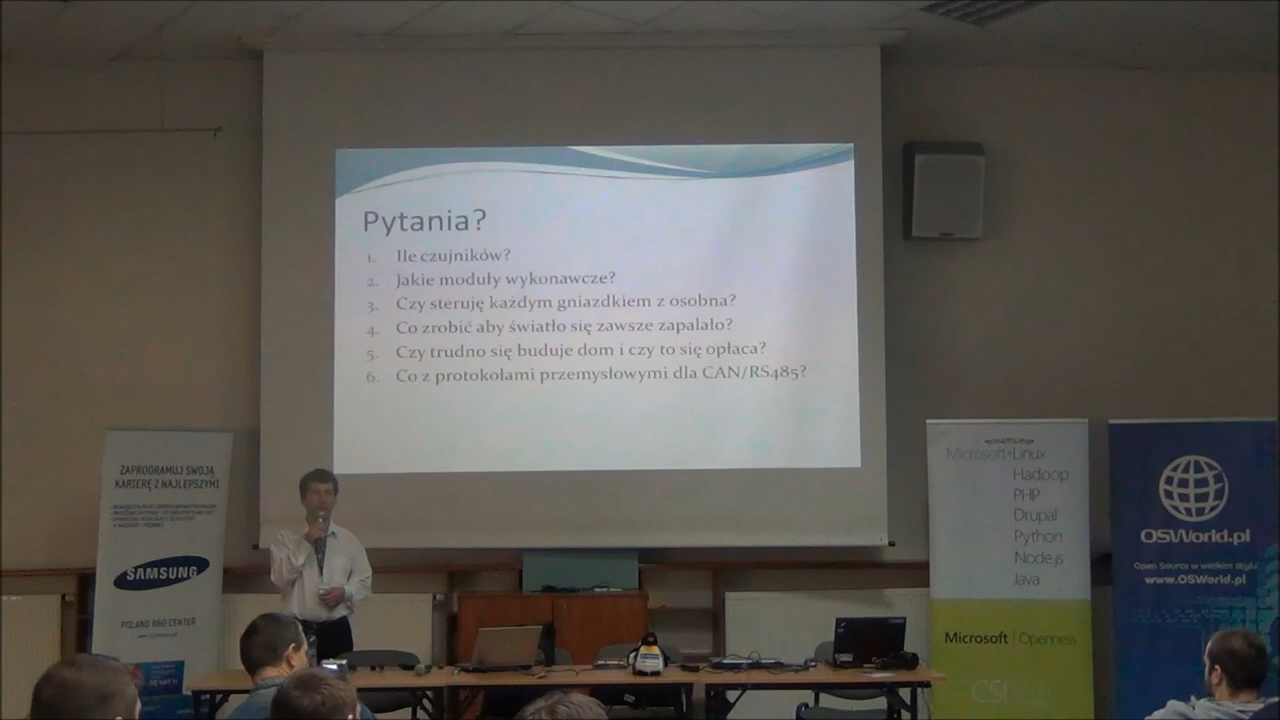 Pytania?
1. Ile czujników?
2. Jakie moduły wykonawcze?
3. Czy steruję każdym gniazdkiem z osobna?
4. Co zrobić aby światło się zawsze zapalało?
5. Czy trudno się buduje dom i czy to się opłaca?
6. Co z protokołami przemysłowymi dla CAN/RS485?
ZAPROGRAMUJ SWOJĄ
KARIERĘ Z NAJLEPSZYMI
SAMSUNG
POLAND R&D CENTER
Microsoft+Linux
Hadoop
PHP
Drupal
Python
Node.js
Java
Microsoft | Openness
CSI
OSWorld.pl
Open Source w wielkim stylu
www.OSWorld.pl